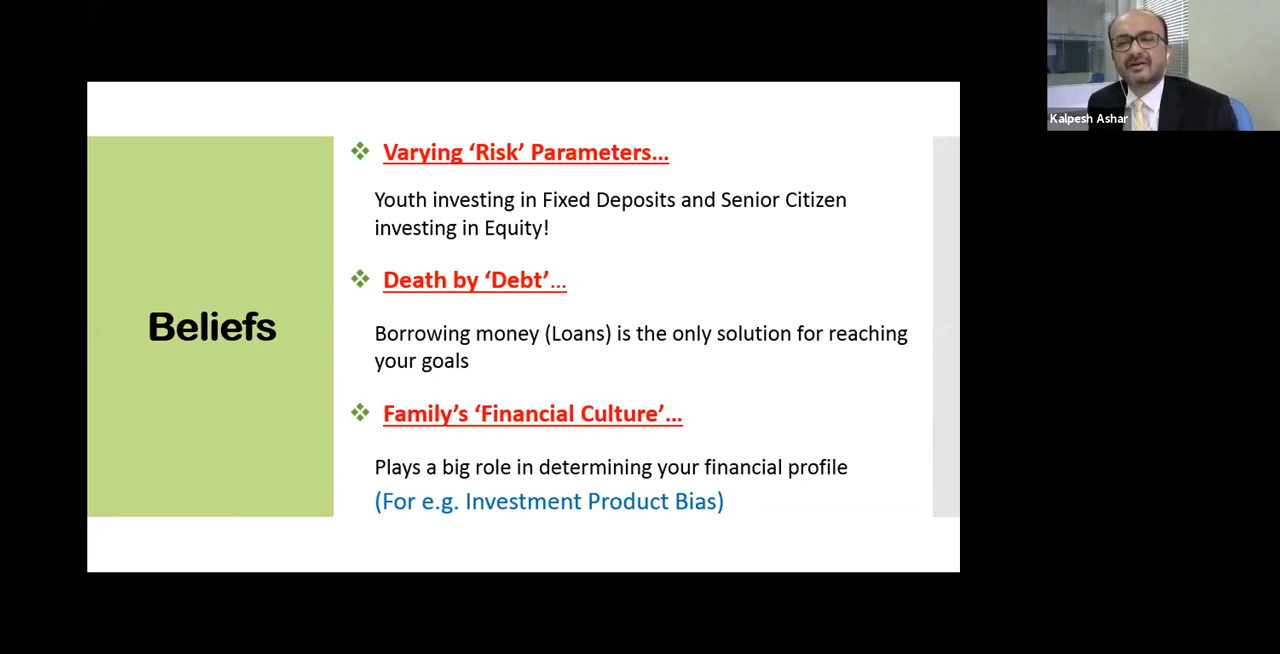 Kalpesh Ashar
Beliefs
Varying ‘Risk’ Parameters...
Youth investing in Fixed Deposits and Senior Citizen
investing in Equity!
Death by ‘Debt’...
Borrowing money (Loans) is the only solution for reaching
your goals
Family’s ‘Financial Culture’...
Plays a big role in determining your financial profile
(For e.g. Investment Product Bias)